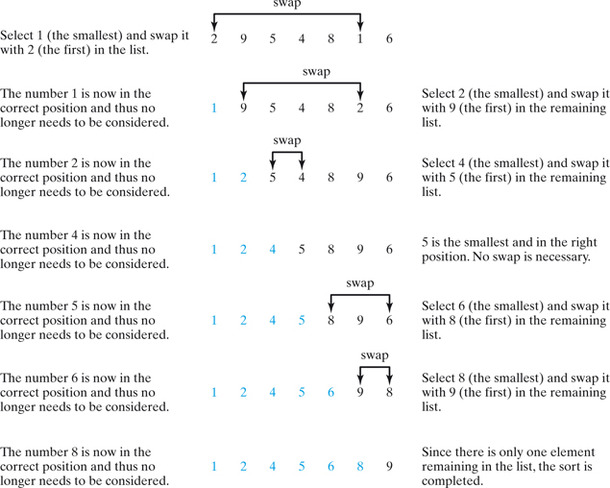 swap
Select 1 (the smallest) and swap it
with 2 (the first) in the list.
2 9 5 4 8 1 6
swap
The number 1 is now in the
correct position and thus no
longer needs to be considered.
1 9 5 4 8 2 6
Select 2 (the smallest) and swap it
with 9 (the first) in the remaining
list.
swap
The number 2 is now in the
correct position and thus no
longer needs to be considered.
1 2 5 4 8 9 6
Select 4 (the smallest) and swap it
with 5 (the first) in the remaining
list.
The number 4 is now in the
correct position and thus no
longer needs to be considered.
1 2 4 5 8 9 6
5 is the smallest and in the right
position. No swap is necessary.
swap
The number 5 is now in the
correct position and thus no
longer needs to be considered.
1 2 4 5 8 9 6
Select 6 (the smallest) and swap it
with 8 (the first) in the remaining
list.
swap
The number 6 is now in the
correct position and thus no
longer needs to be considered.
1 2 4 5 6 9 8
Select 8 (the smallest) and swap it
with 9 (the first) in the remaining
list.
The number 8 is now in the
correct position and thus no
longer needs to be considered.
1 2 4 5 6 8 9
Since there is only one element
remaining in the list, the sort is
completed.